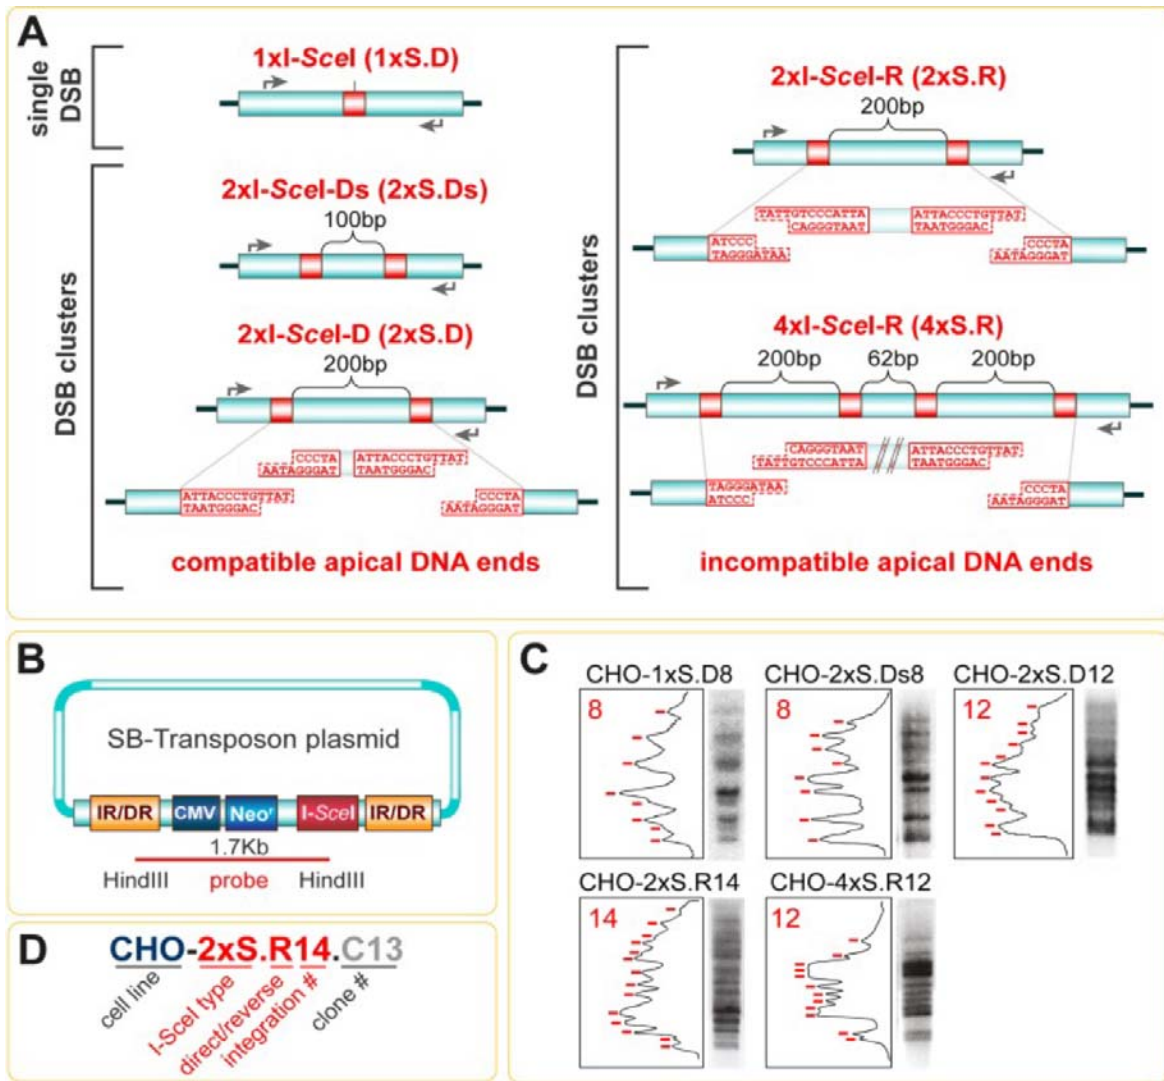 A
single
DSB
1xI-SceI (1xS.D)
DSB clusters
2xI-SceI-Ds (2xS.Ds)
100bp
2xI-SceI-D (2xS.D)
200bp
CCCTA
AATAGGGAT
ATTACCCTGTTAT
TAATGGGAC
ATTACCCTGTTAT
TAATGGGAC
CCCTA
AATAGGGAT
compatible apical DNA ends
DSB clusters
2xI-SceI-R (2xS.R)
200bp
TATTGTCCCATTA
CAGGGTAAT
ATTACCCTGTTAT
TAATGGGAC
ATCCC
TAGGGATAA
CCCTA
AATAGGGAT
4xI-SceI-R (4xS.R)
200bp 62bp 200bp
CAGGGTAAT
TATTGTCCCATTA
ATTACCCTGTTAT
TAATGGGAC
TAGGGATAA
ATCCC
CCCTA
AATAGGGAT
incompatible apical DNA ends
B
SB-Transposon plasmid
IR/DR CMV Neoʳ I-SceI IR/DR
1.7Kb
HindIII probe HindIII
C
CHO-1xS.D8 CHO-2xS.Ds8 CHO-2xS.D12
8 8 12
CHO-2xS.R14 CHO-4xS.R12
14 12
D
CHO-2xS.R14.C13
cell line
I-SceI type
direct/reverse
integration #
clone #